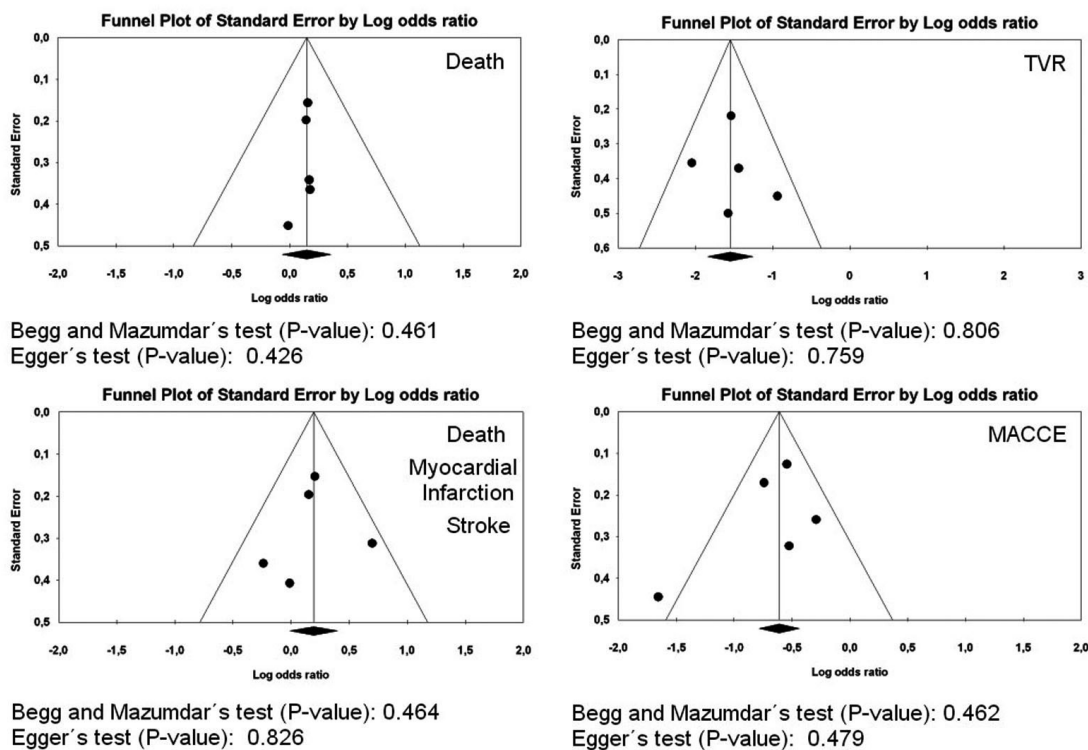 Funnel Plot of Standard Error by Log odds ratio
Death
Standard Error
0,0
0,1
0,2
0,3
0,4
0,5
-2,0 -1,5 -1,0 -0,5 0,0 0,5 1,0 1,5 2,0
Log odds ratio
Begg and Mazumdar´s test (P-value): 0.461
Egger´s test (P-value): 0.426
Funnel Plot of Standard Error by Log odds ratio
TVR
Standard Error
0,0
0,1
0,2
0,3
0,4
0,5
0,6
-3 -2 -1 0 1 2 3
Log odds ratio
Begg and Mazumdar´s test (P-value): 0.806
Egger´s test (P-value): 0.759
Funnel Plot of Standard Error by Log odds ratio
Death
Myocardial
Infarction
Stroke
Standard Error
0,0
0,1
0,2
0,3
0,4
0,5
-2,0 -1,5 -1,0 -0,5 0,0 0,5 1,0 1,5 2,0
Log odds ratio
Begg and Mazumdar´s test (P-value): 0.464
Egger´s test (P-value): 0.826
Funnel Plot of Standard Error by Log odds ratio
MACCE
Standard Error
0,0
0,1
0,2
0,3
0,4
0,5
-2,0 -1,5 -1,0 -0,5 0,0 0,5 1,0 1,5 2,0
Log odds ratio
Begg and Mazumdar´s test (P-value): 0.462
Egger´s test (P-value): 0.479